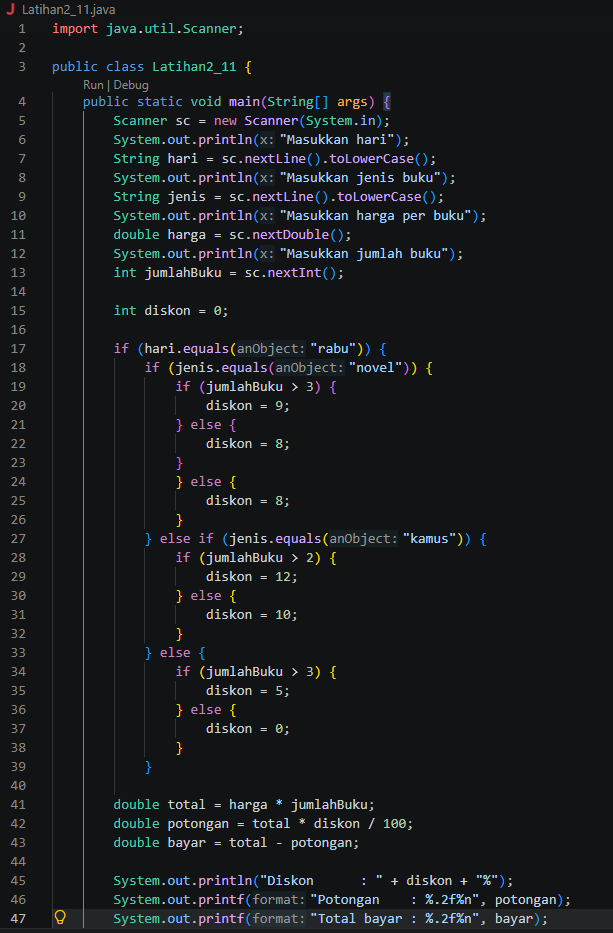 Latihan2_11.java
1 import java.util.Scanner;
2
3 public class Latihan2_11 {
Run | Debug
4 public static void main(String[] args) {
5 Scanner sc = new Scanner(System.in);
6 System.out.println(x: "Masukkan hari");
7 String hari = sc.nextLine().toLowerCase();
8 System.out.println(x: "Masukkan jenis buku");
9 String jenis = sc.nextLine().toLowerCase();
10 System.out.println(x: "Masukkan harga per buku");
11 double harga = sc.nextDouble();
12 System.out.println(x: "Masukkan jumlah buku");
13 int jumlahBuku = sc.nextInt();
14
15 int diskon = 0;
16
17 if (hari.equals(anObject: "rabu")) {
18 if (jenis.equals(anObject: "novel")) {
19 if (jumlahBuku > 3) {
20 diskon = 9;
21 } else {
22 diskon = 8;
23 }
24 } else {
25 diskon = 8;
26 }
27 } else if (jenis.equals(anObject: "kamus")) {
28 if (jumlahBuku > 2) {
29 diskon = 12;
30 } else {
31 diskon = 10;
32 }
33 } else {
34 if (jumlahBuku > 3) {
35 diskon = 5;
36 } else {
37 diskon = 0;
38 }
39 }
40
41 double total = harga * jumlahBuku;
42 double potongan = total * diskon / 100;
43 double bayar = total - potongan;
44
45 System.out.println("Diskon      : " + diskon + "%");
46 System.out.printf(format: "Potongan    : %.2f%n", potongan);
47 System.out.printf(format: "Total bayar : %.2f%n", bayar);